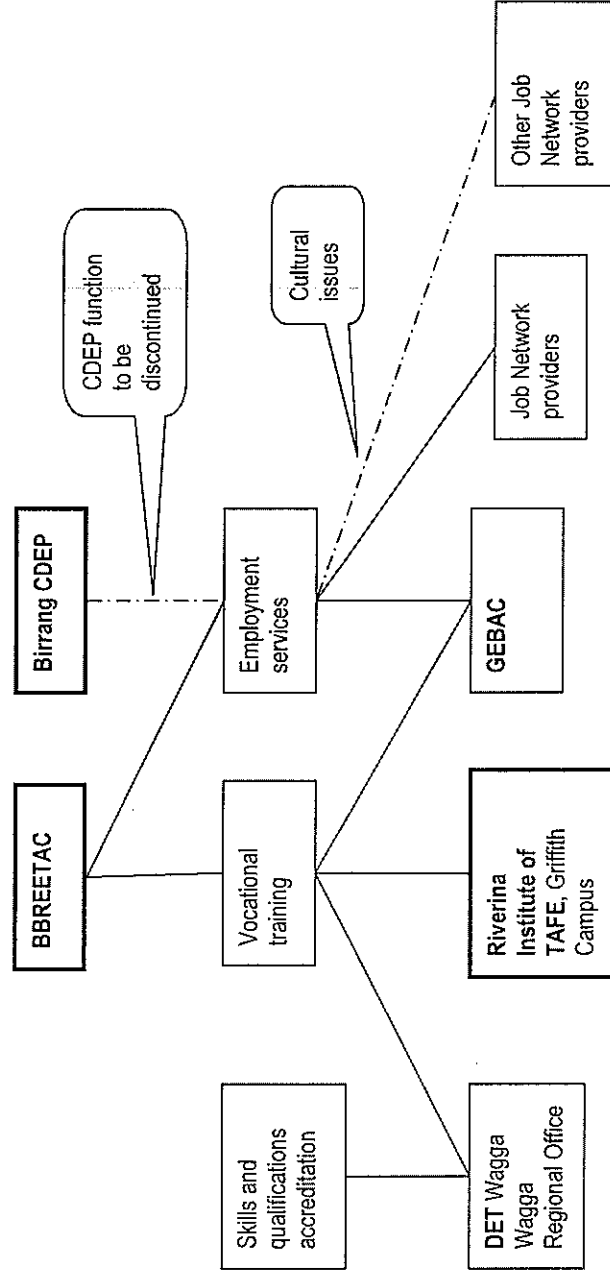 CDEP function
to be
discontinued
Cultural
issues
BBREETAC
Birrang CDEP
Skills and
qualifications
accreditation
Vocational
training
Employment
services
DET Wagga
Wagga
Regional Office
Riverina
Institute of
TAFE, Griffith
Campus
GEBAC
Job Network
providers
Other Job
Network
providers